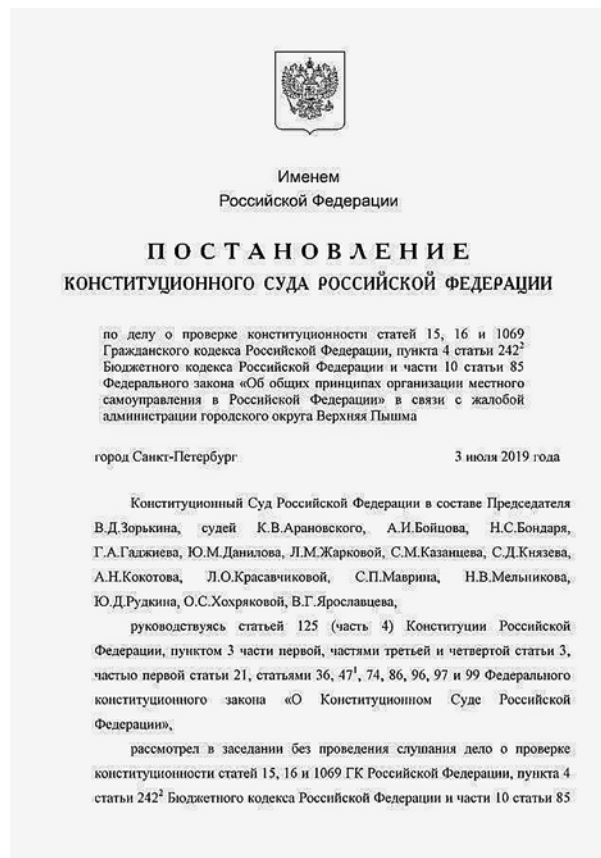 Именем
Российской Федерации
ПОСТАНОВЛЕНИЕ
КОНСТИТУЦИОННОГО СУДА РОССИЙСКОЙ ФЕДЕРАЦИИ
по делу о проверке конституционности статей 15, 16 и 1069
Гражданского кодекса Российской Федерации, пункта 4 статьи 242²
Бюджетного кодекса Российской Федерации и части 10 статьи 85
Федерального закона «Об общих принципах организации местного
самоуправления в Российской Федерации» в связи с жалобой
администрации городского округа Верхняя Пышма
город Санкт-Петербург 3 июля 2019 года
Конституционный Суд Российской Федерации в составе Председателя
В.Д.Зорькина, судей К.В.Арановского, А.И.Бойцова, Н.С.Бондаря,
Г.А.Гаджиева, Ю.М.Данилова, Л.М.Жарковой, С.М.Казанцева, С.Д.Князева,
А.Н.Кокотова, Л.О.Красавчиковой, С.П.Маврина, Н.В.Мельникова,
Ю.Д.Рудкина, О.С.Хохряковой, В.Г.Ярославцева,
руководствуясь статьей 125 (часть 4) Конституции Российской
Федерации, пунктом 3 части первой, частями третьей и четвертой статьи 3,
частью первой статьи 21, статьями 36, 47¹, 74, 86, 96, 97 и 99 Федерального
конституционного закона «О Конституционном Суде Российской
Федерации»,
рассмотрел в заседании без проведения слушания дело о проверке
конституционности статей 15, 16 и 1069 ГК Российской Федерации, пункта 4
статьи 242² Бюджетного кодекса Российской Федерации и части 10 статьи 85